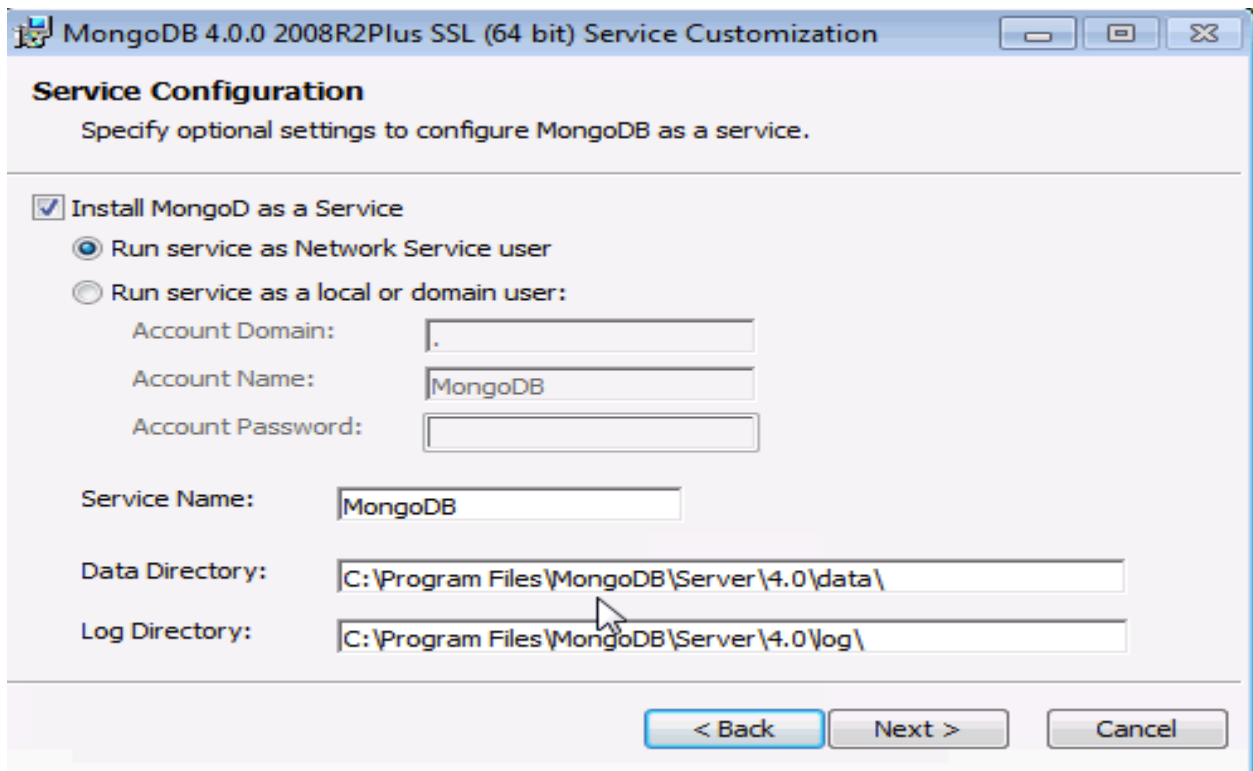 MongoDB 4.0.0 2008R2Plus SSL (64 bit) Service Customization
Service Configuration
Specify optional settings to configure MongoDB as a service.
Install MongoD as a Service
Run service as Network Service user
Run service as a local or domain user:
Account Domain: .
Account Name: MongoDB
Account Password:
Service Name: MongoDB
Data Directory: C:\Program Files\MongoDB\Server\4.0\data\
Log Directory: C:\Program Files\MongoDB\Server\4.0\log\
< Back Next > Cancel